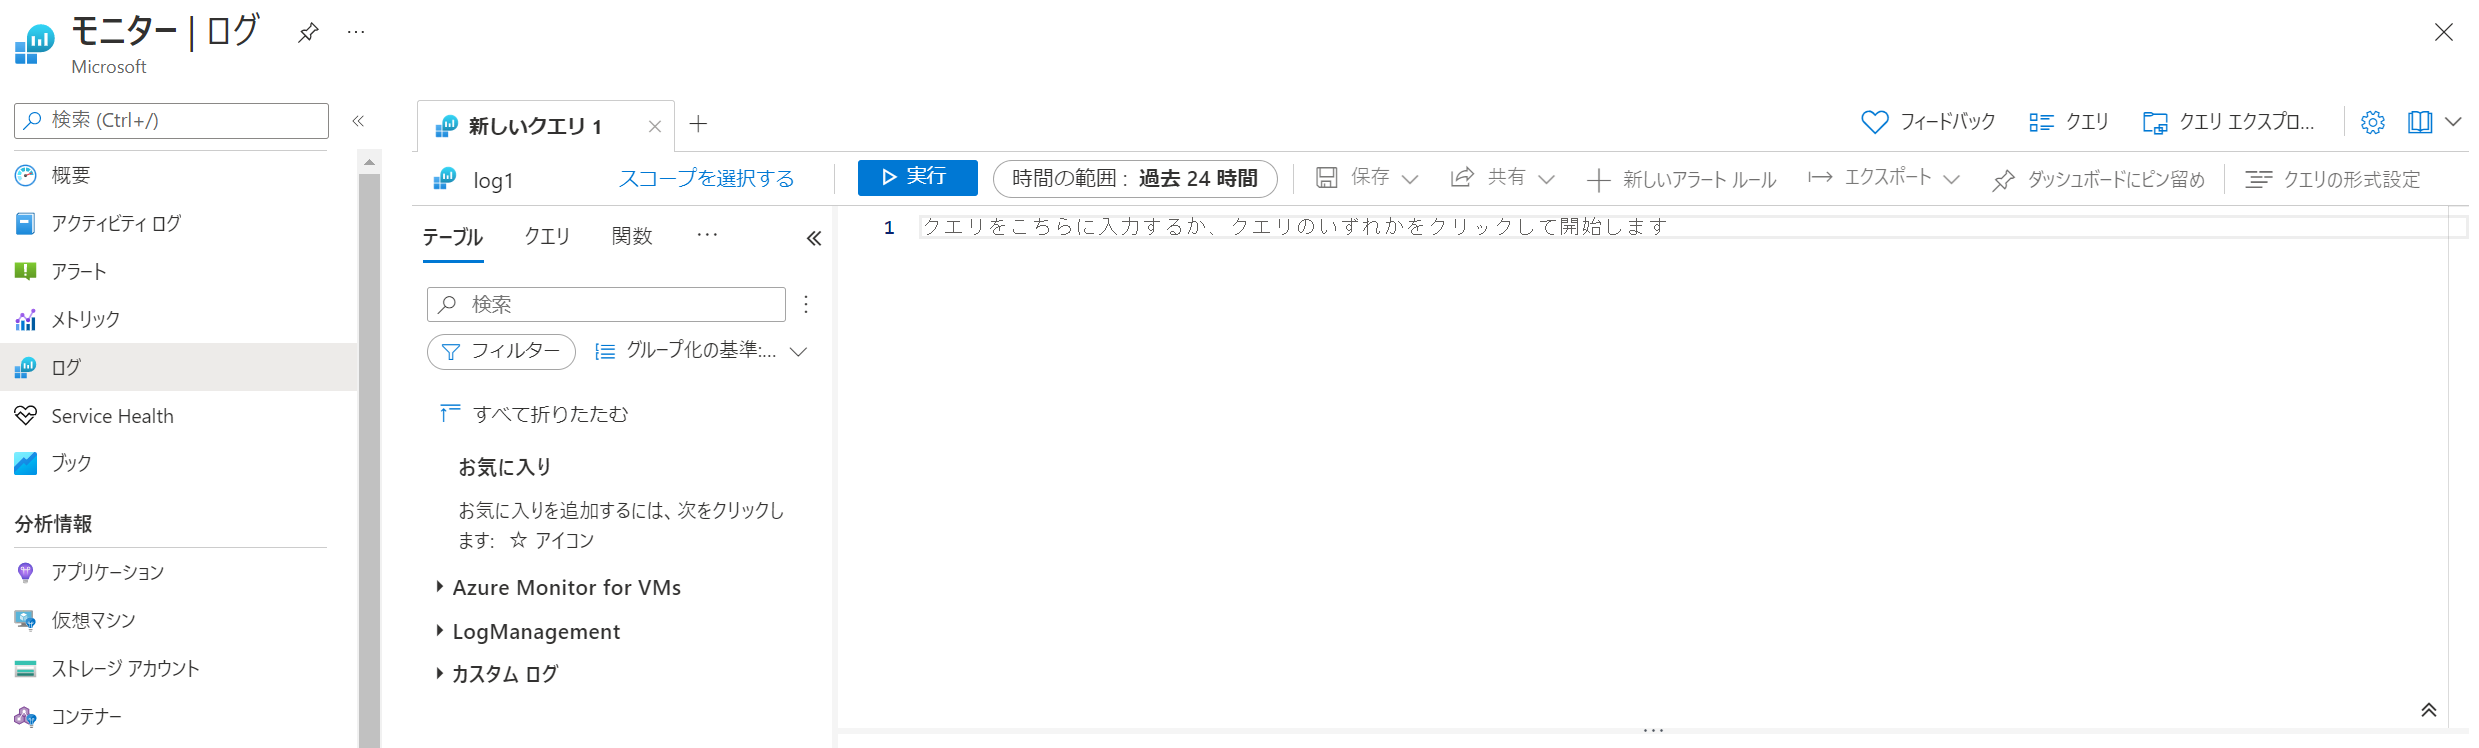 モニター | ログ
Microsoft
検索 (Ctrl+/)
概要
アクティビティ ログ
アラート
メトリック
ログ
Service Health
ブック
分析情報
アプリケーション
仮想マシン
ストレージ アカウント
コンテナー
新しいクエリ 1
フィードバック
クエリ
クエリ エクスプロ...
log1
スコープを選択する
実行
時間の範囲 : 過去 24 時間
保存
共有
新しいアラート ルール
エクスポート
ダッシュボードにピン留め
クエリの形式設定
テーブル
クエリ
関数
検索
フィルター
グループ化の基準:...
すべて折りたたむ
お気に入り
お気に入りを追加するには、次をクリックし
ます: ☆ アイコン
Azure Monitor for VMs
LogManagement
カスタム ログ
1
クエリをこちらに入力するか、クエリのいずれかをクリックして開始します